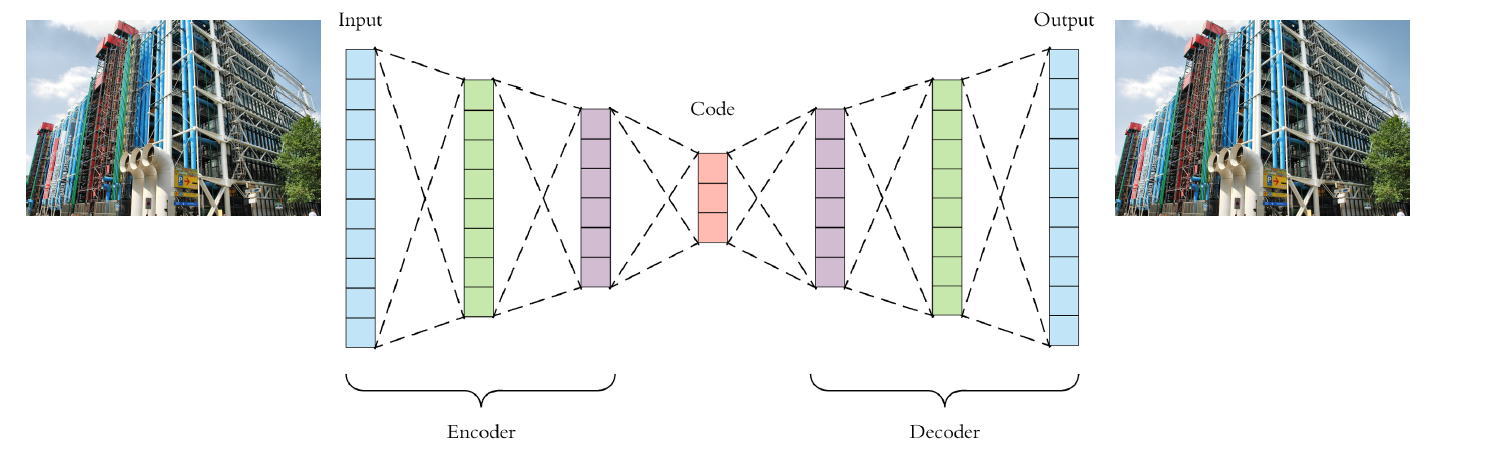 Input
Output
Code
Encoder
Decoder